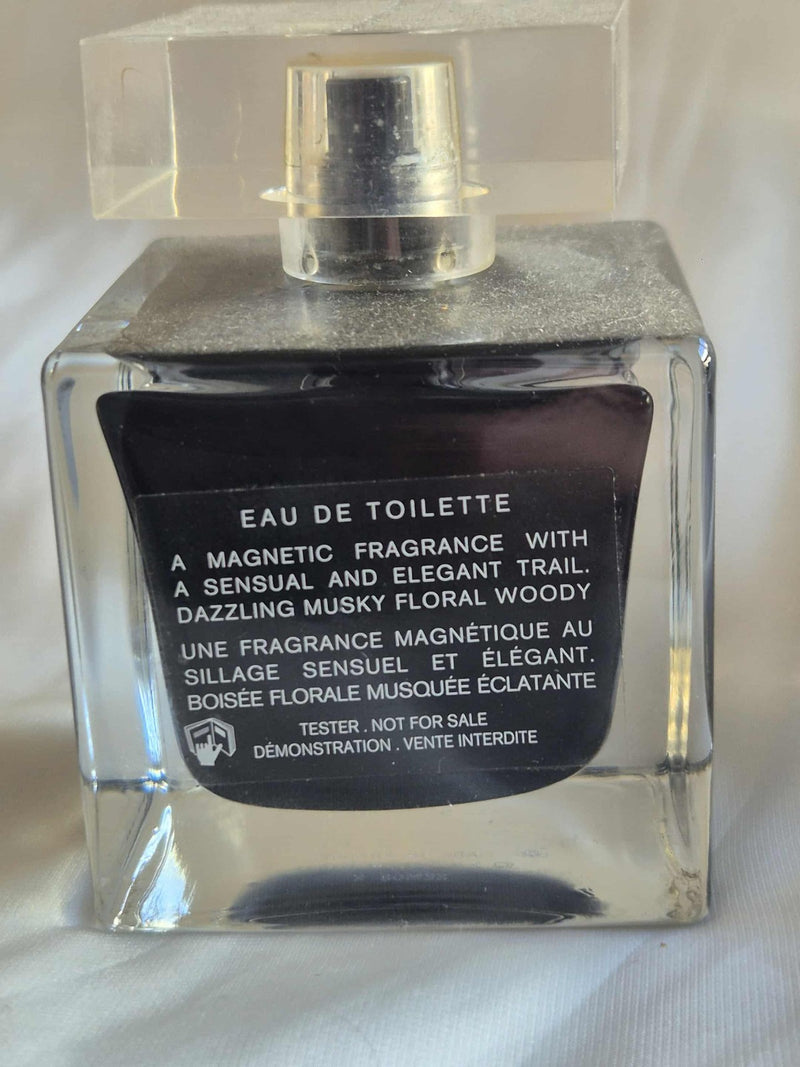 EAU DE TOILETTE
A MAGNETIC FRAGRANCE WITH
A SENSUAL AND ELEGANT TRAIL.
DAZZLING MUSKY FLORAL WOODY
UNE FRAGRANCE MAGNÉTIQUE AU
SILLAGE SENSUEL ET ÉLÉGANT.
BOISÉE FLORALE MUSQUÉE ÉCLATANTE
TESTER . NOT FOR SALE
DÉMONSTRATION . VENTE INTERDITE